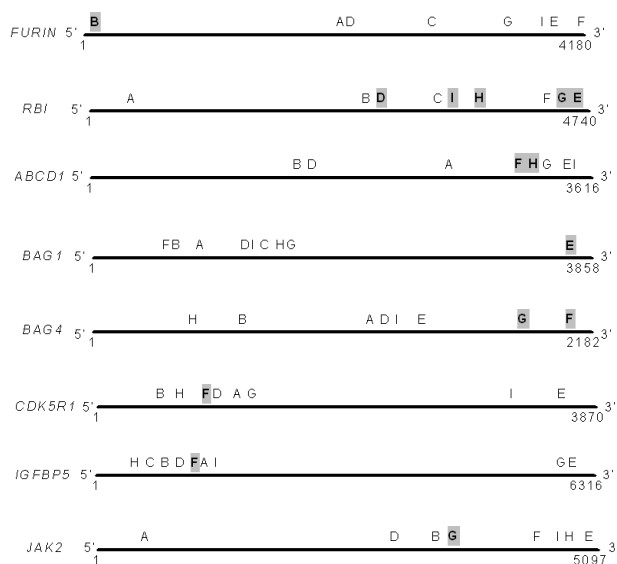 B AD C G I E F
FURIN 5' 3'
1 4180
A B D C I H F G E
RBI 5' 3'
1 4740
B D A F H G EI
ABCD1 5' 3'
1 3616
FB A DI C HG E
BAG1 5' 3'
1 3858
H B A D I E G F
BAG4 5' 3'
1 2182
B H F D A G I E
CDK5R1 5' 3'
1 3870
H C B D F A I G E
IGFBP5 5' 3'
1 6316
A D B G F I H E
JAK2 5' 3
1 5097